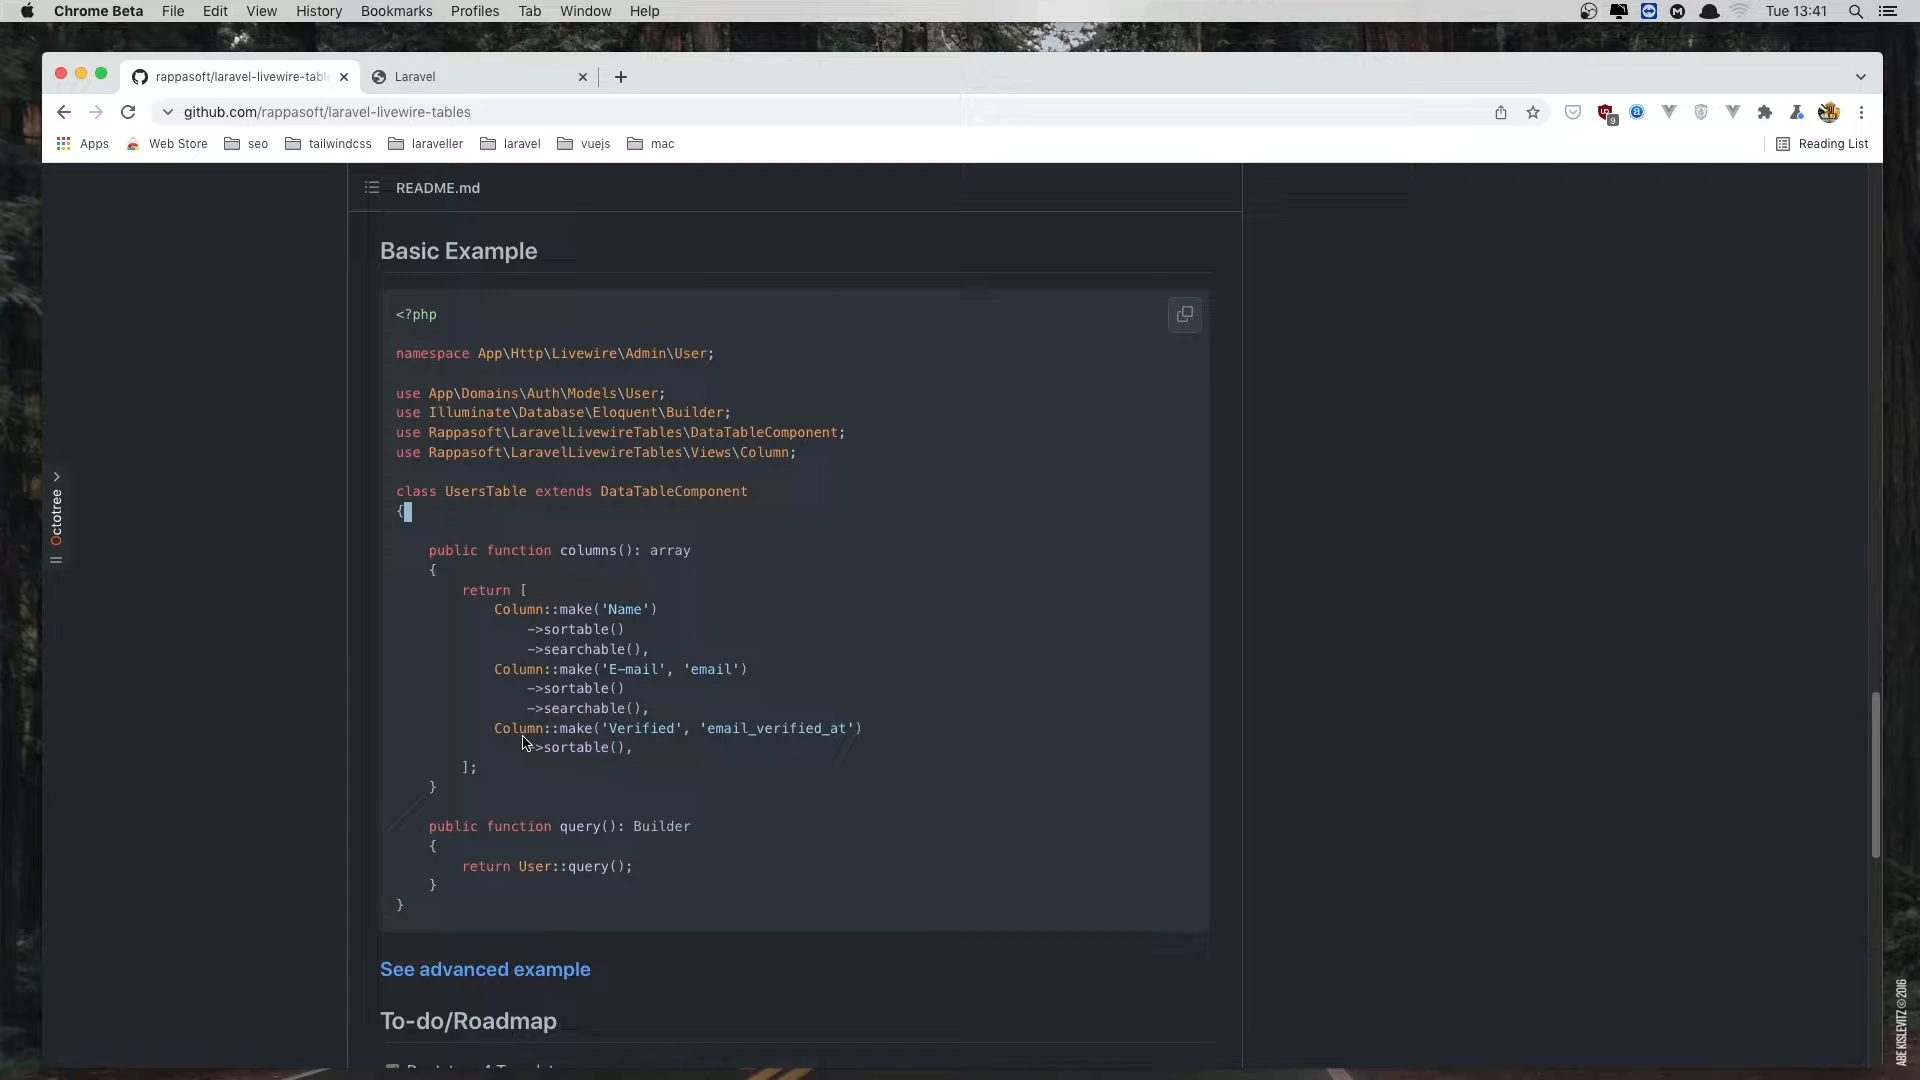 Chrome Beta File Edit View History Bookmarks Profiles Tab Window Help Tue 13:41
rappasoft/laravel-livewire-table Laravel
github.com/rappasoft/laravel-livewire-tables 9
Apps Web Store seo tailwindcss laraveller laravel vuejs mac Reading List
README.md
Basic Example
<?php
namespace App\Http\Livewire\Admin\User;
use App\Domains\Auth\Models\User;
use Illuminate\Database\Eloquent\Builder;
use Rappasoft\LaravelLivewireTables\DataTableComponent;
use Rappasoft\LaravelLivewireTables\Views\Column;
class UsersTable extends DataTableComponent
{
public function columns(): array
{
return [
Column::make('Name')
->sortable()
->searchable(),
Column::make('E-mail', 'email')
->sortable()
->searchable(),
Column::make('Verified', 'email_verified_at')
->sortable(),
];
}
public function query(): Builder
{
return User::query();
}
}
See advanced example
To-do/Roadmap
Octotree
ABE KISLEVITZ © 2016